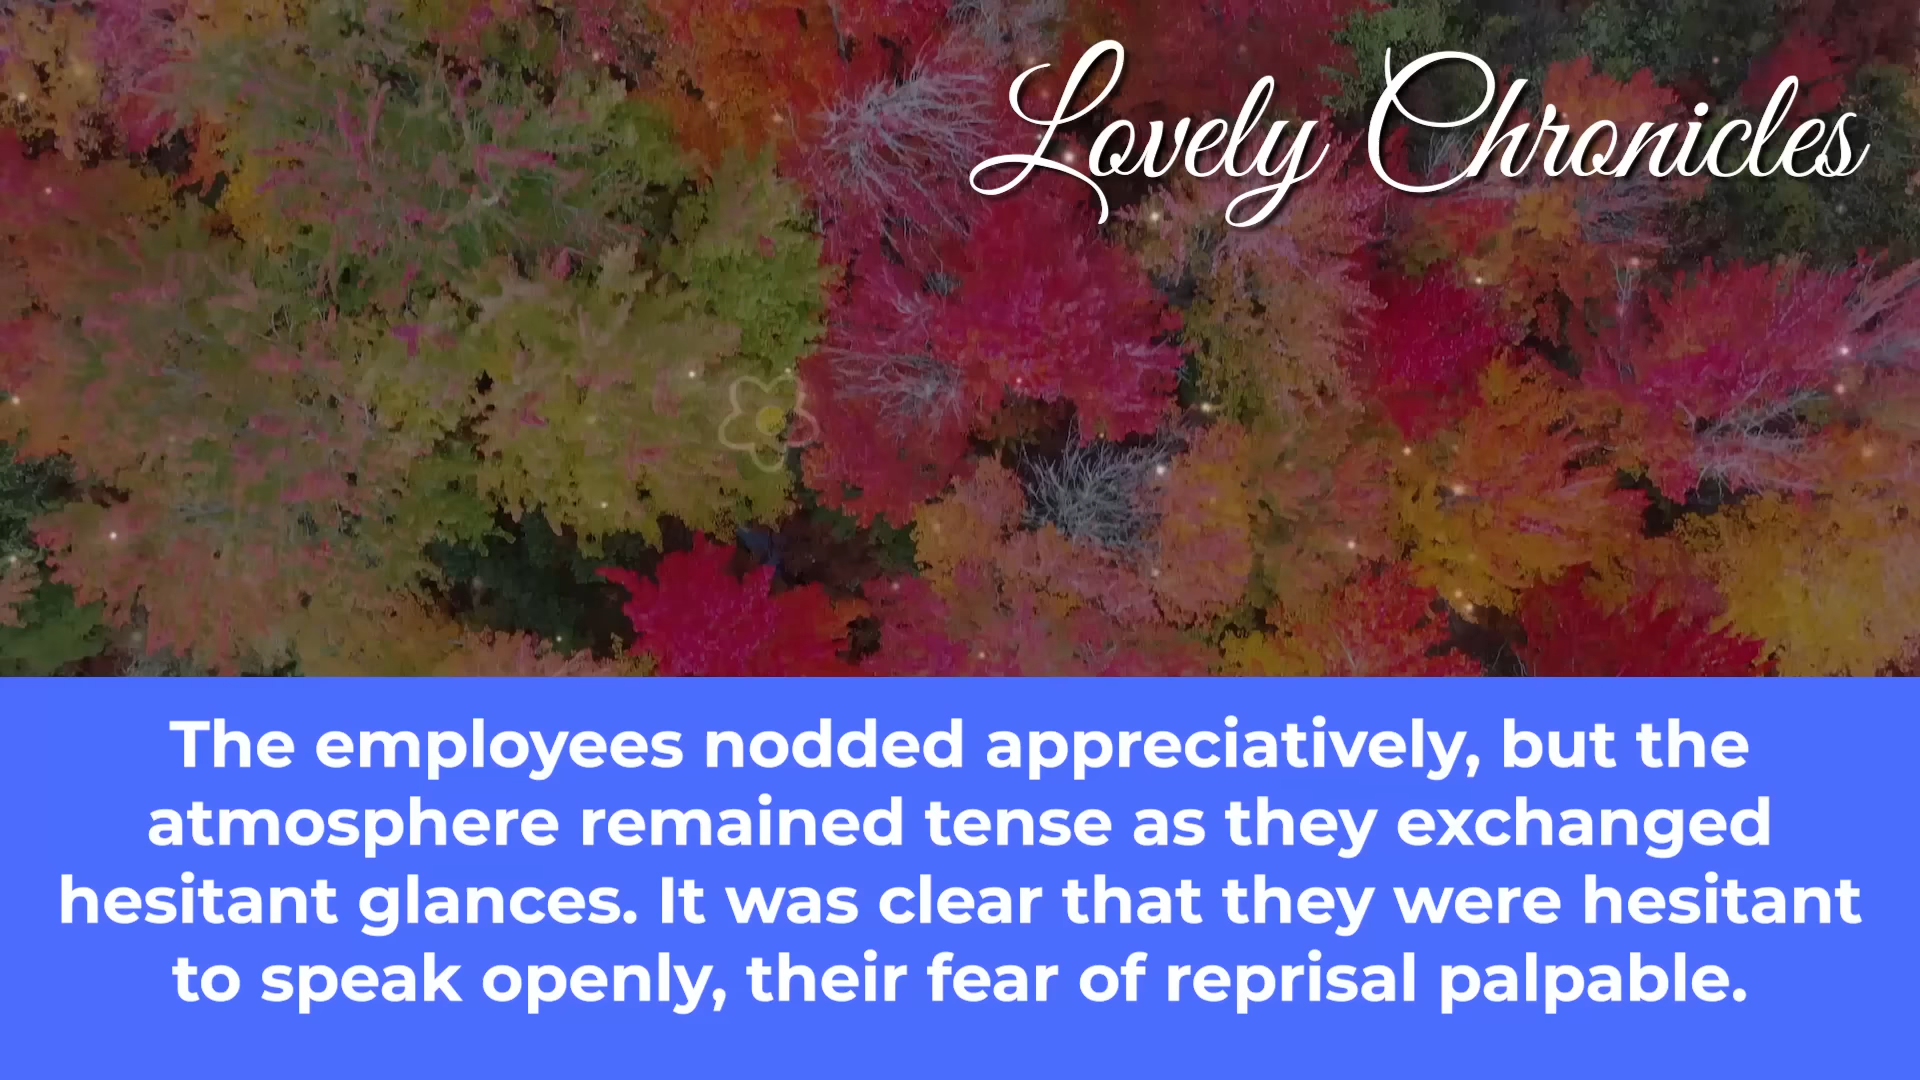 Lovely Chronicles
The employees nodded appreciatively, but the
atmosphere remained tense as they exchanged
hesitant glances. It was clear that they were hesitant
to speak openly, their fear of reprisal palpable.